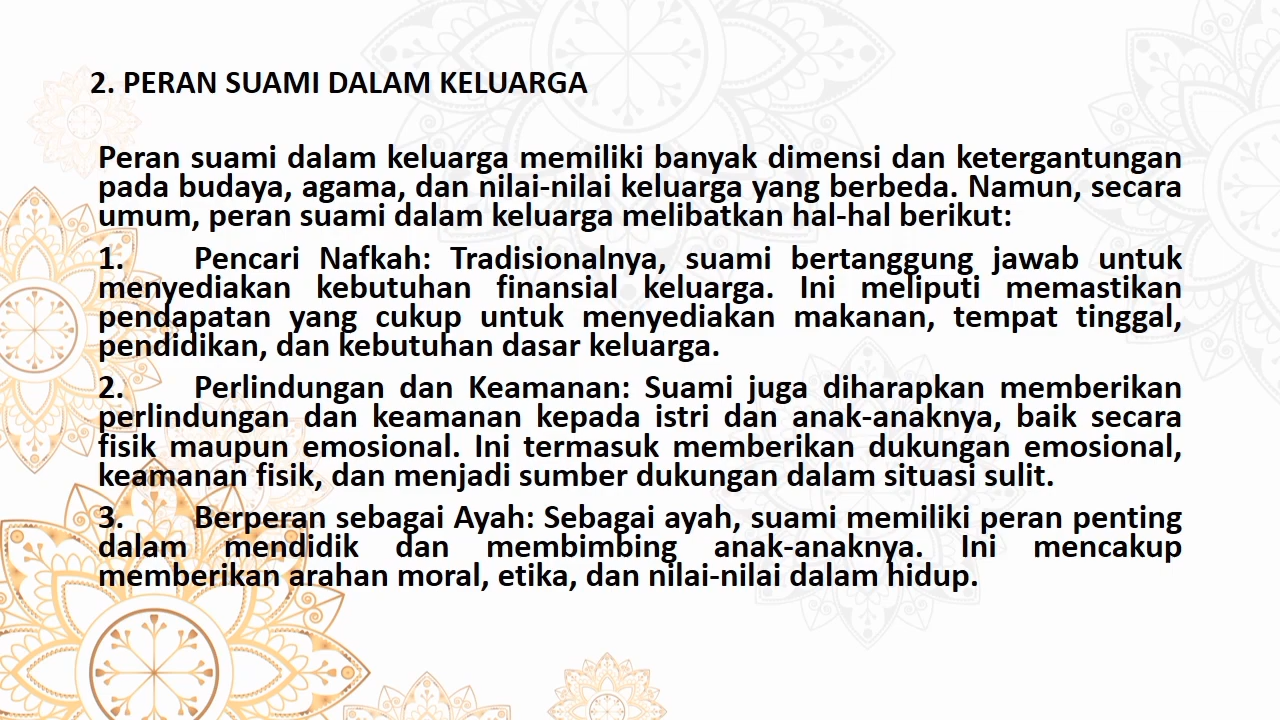 2. PERAN SUAMI DALAM KELUARGA
Peran suami dalam keluarga memiliki banyak dimensi dan ketergantungan
pada budaya, agama, dan nilai-nilai keluarga yang berbeda. Namun, secara
umum, peran suami dalam keluarga melibatkan hal-hal berikut:
1. Pencari Nafkah: Tradisionalnya, suami bertanggung jawab untuk
menyediakan kebutuhan finansial keluarga. Ini meliputi memastikan
pendapatan yang cukup untuk menyediakan makanan, tempat tinggal,
pendidikan, dan kebutuhan dasar keluarga.
2. Perlindungan dan Keamanan: Suami juga diharapkan memberikan
perlindungan dan keamanan kepada istri dan anak-anaknya, baik secara
fisik maupun emosional. Ini termasuk memberikan dukungan emosional,
keamanan fisik, dan menjadi sumber dukungan dalam situasi sulit.
3. Berperan sebagai Ayah: Sebagai ayah, suami memiliki peran penting
dalam mendidik dan membimbing anak-anaknya. Ini mencakup
memberikan arahan moral, etika, dan nilai-nilai dalam hidup.